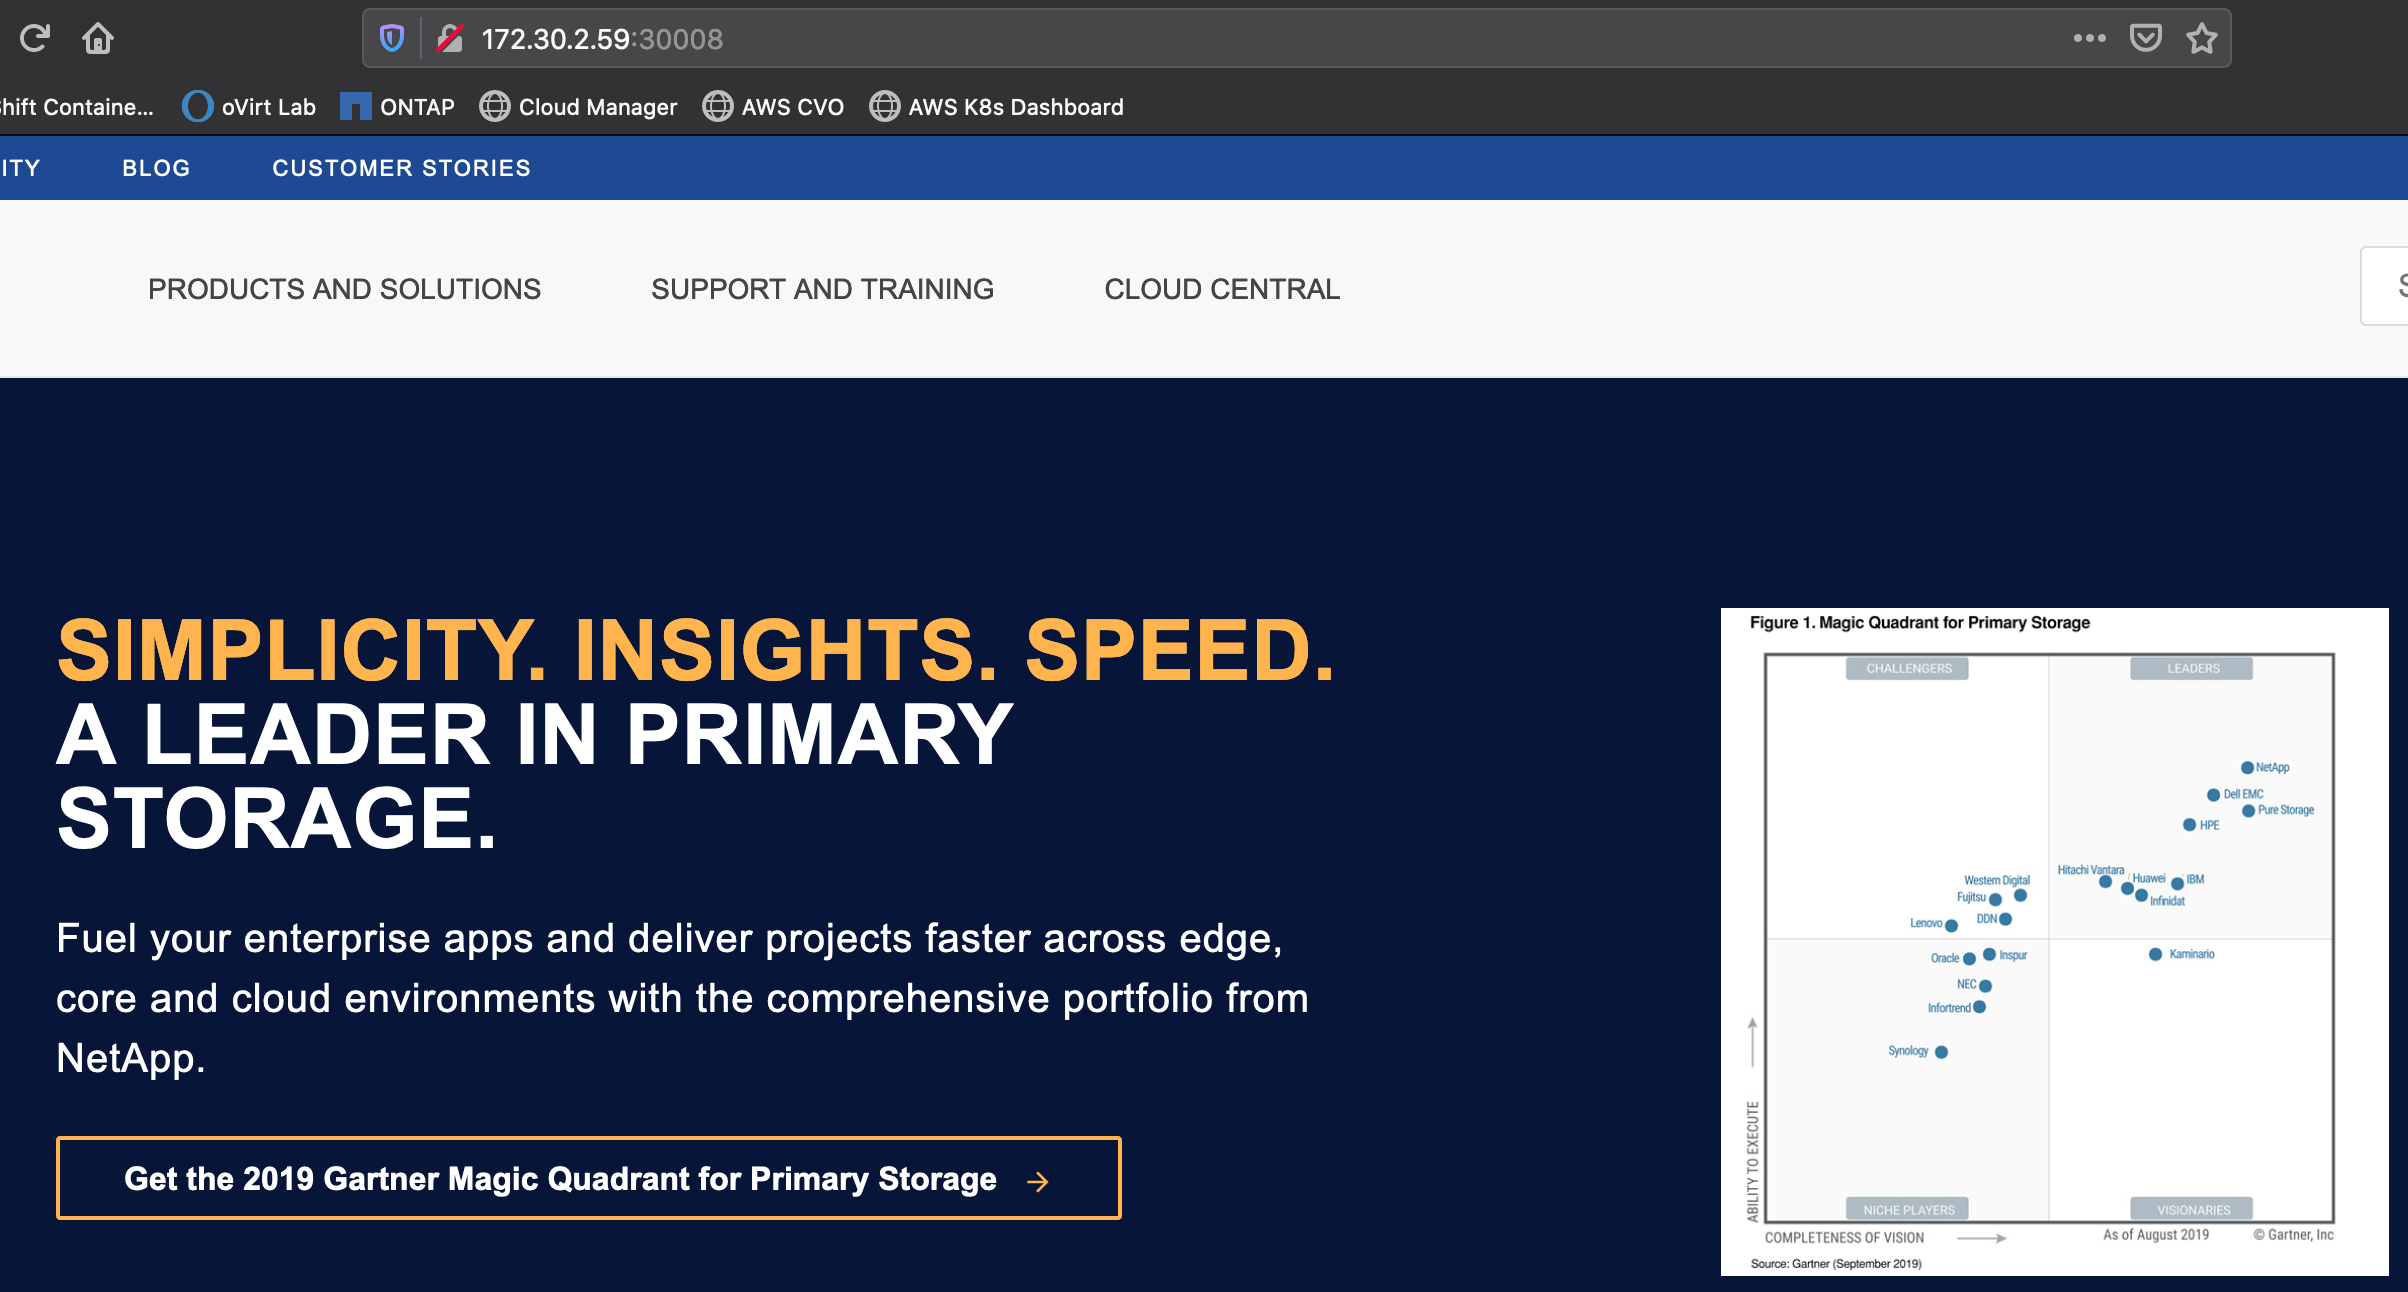 172.30.2.59:30008
hift Containe... oVirt Lab ONTAP Cloud Manager AWS CVO AWS K8s Dashboard
ITY BLOG CUSTOMER STORIES
PRODUCTS AND SOLUTIONS SUPPORT AND TRAINING CLOUD CENTRAL S
SIMPLICITY. INSIGHTS. SPEED.
A LEADER IN PRIMARY
STORAGE.
Fuel your enterprise apps and deliver projects faster across edge,
core and cloud environments with the comprehensive portfolio from
NetApp.
Get the 2019 Gartner Magic Quadrant for Primary Storage →
Figure 1. Magic Quadrant for Primary Storage
CHALLENGERS LEADERS
NetApp
Dell EMC
Pure Storage
HPE
Hitachi Vantara
Huawei IBM
Infinidat
Western Digital
Fujitsu
DDN
Lenovo
Oracle Inspur
Kaminario
NEC
Infortrend
Synology
ABILITY TO EXECUTE
NICHE PLAYERS VISIONARIES
COMPLETENESS OF VISION As of August 2019 © Gartner, Inc
Source: Gartner (September 2019)